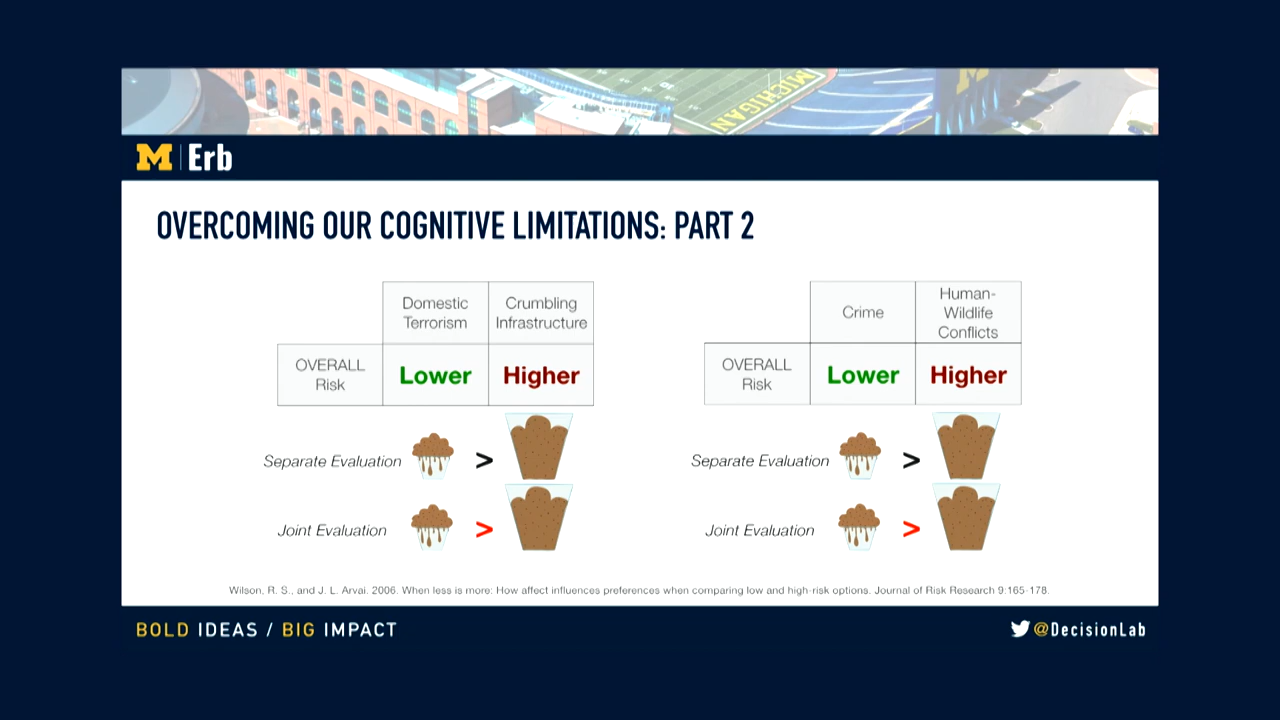 MICHIGAN
M
M | Erb
OVERCOMING OUR COGNITIVE LIMITATIONS: PART 2
Domestic
Terrorism
Crumbling
Infrastructure
OVERALL
Risk
Lower
Higher
Separate Evaluation
>
Joint Evaluation
>
Crime
Human-
Wildlife
Conflicts
OVERALL
Risk
Lower
Higher
Separate Evaluation
>
Joint Evaluation
>
Wilson, R. S., and J. L. Arvai. 2006. When less is more: How affect influences preferences when comparing low and high-risk options. Journal of Risk Research 9:165-178.
BOLD IDEAS / BIG IMPACT
@DecisionLab